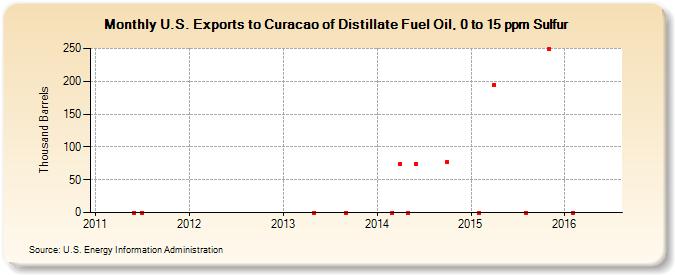 Monthly U.S. Exports to Curacao of Distillate Fuel Oil, 0 to 15 ppm Sulfur
Thousand Barrels
250
200
150
100
50
0
2011 2012 2013 2014 2015 2016
Source: U.S. Energy Information Administration